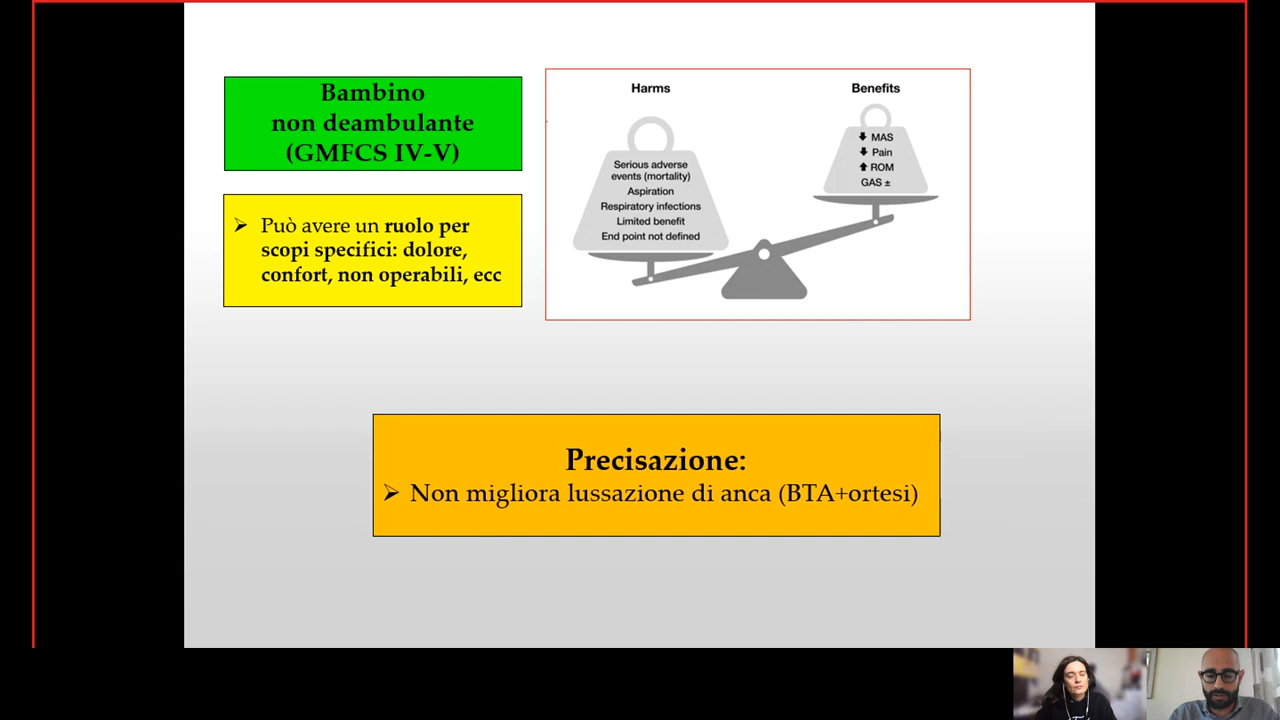 Bambino
non deambulante
(GMFCS IV-V)
➢ Può avere un ruolo per
scopi specifici: dolore,
confort, non operabili, ecc
Harms
Serious adverse
events (mortality)
Aspiration
Respiratory infections
Limited benefit
End point not defined
Benefits
🡇 MAS
🡇 Pain
🡅 ROM
GAS ±
Precisazione:
➢ Non migliora lussazione di anca (BTA+ortesi)